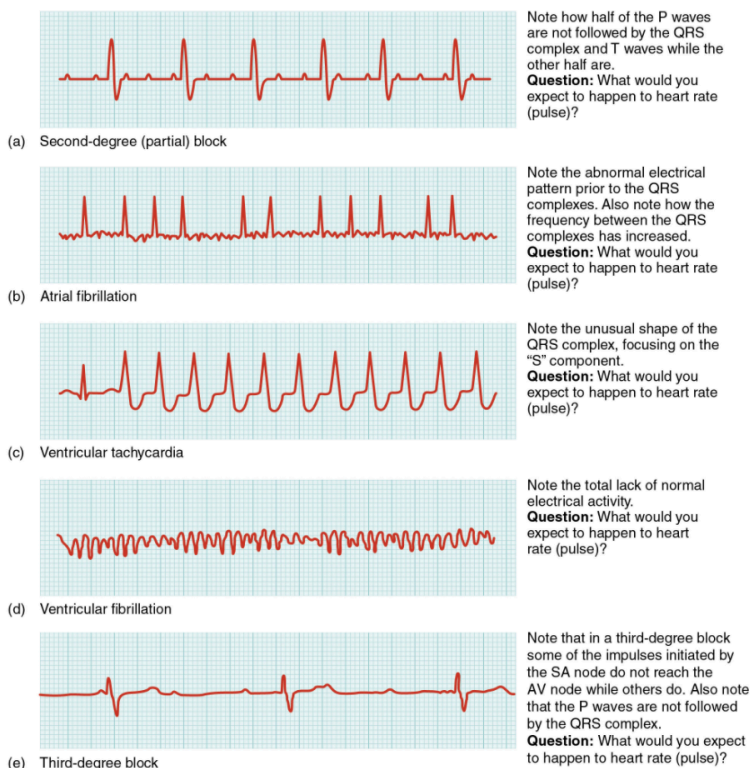 Note how half of the P waves
are not followed by the QRS
complex and T waves while the
other half are.
Question: What would you
expect to happen to heart rate
(pulse)?
(a) Second-degree (partial) block
Note the abnormal electrical
pattern prior to the QRS
complexes. Also note how the
frequency between the QRS
complexes has increased.
Question: What would you
expect to happen to heart rate
(pulse)?
(b) Atrial fibrillation
Note the unusual shape of the
QRS complex, focusing on the
“S” component.
Question: What would you
expect to happen to heart rate
(pulse)?
(c) Ventricular tachycardia
Note the total lack of normal
electrical activity.
Question: What would you
expect to happen to heart
rate (pulse)?
(d) Ventricular fibrillation
Note that in a third-degree block
some of the impulses initiated by
the SA node do not reach the
AV node while others do. Also note
that the P waves are not followed
by the QRS complex.
Question: What would you expect
to happen to heart rate (pulse)?
(e) Third-degree block